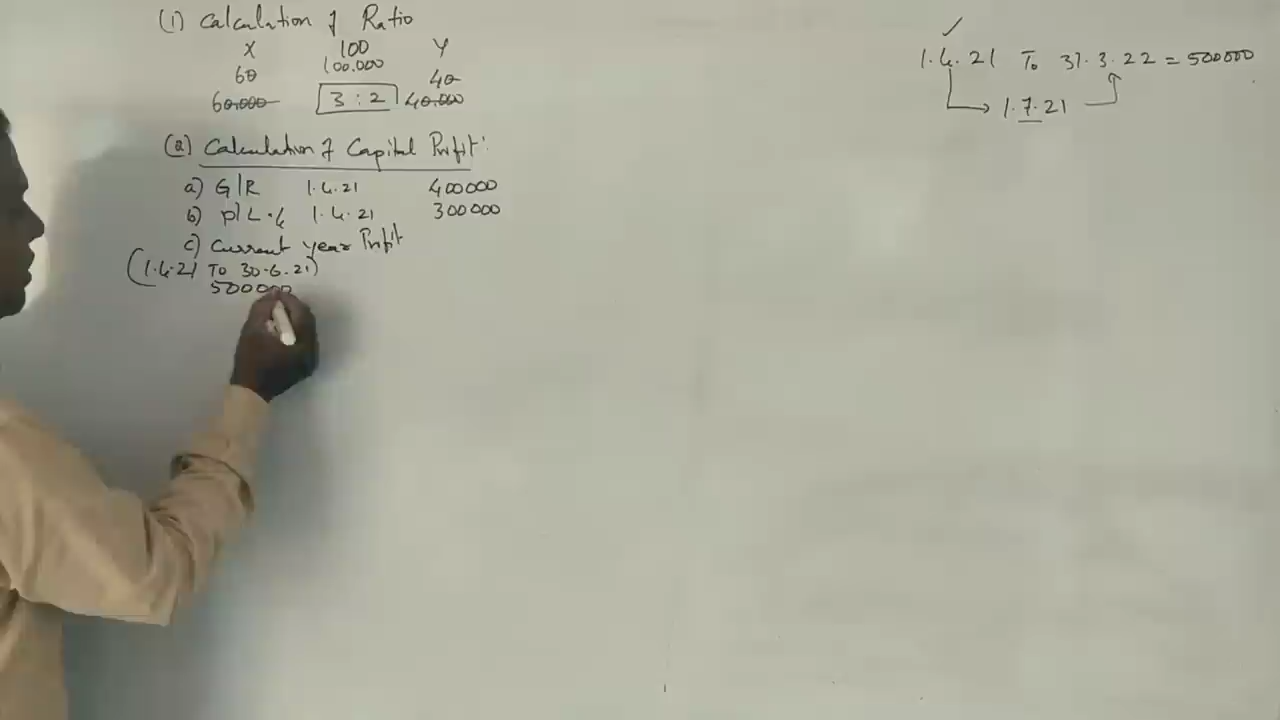 (1) Calculation of Ratio
X 100 Y
100.000
60 40
60.000 3 : 2 40.000
(2) Calculation of Capital Profit:
a) G/R 1.4.21 400000
b) P/L 1.4.21 300000
c) Current year Profit
(1.4.21 To 30.6.21)
500000
1.4.21 To 31.3.22 = 500000
1.7.21